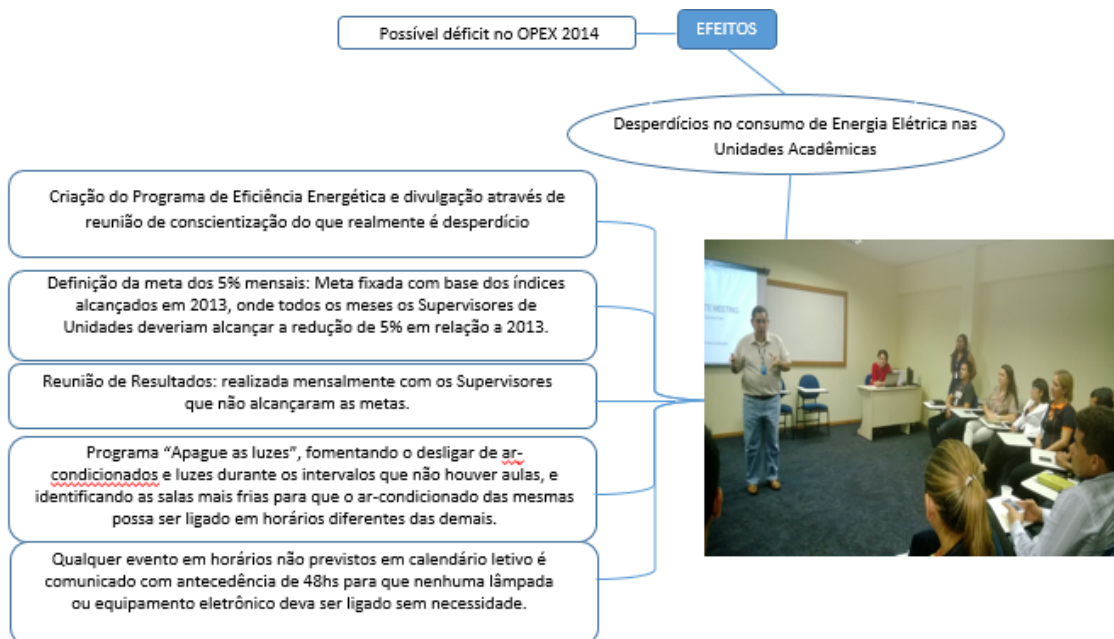 Possível déficit no OPEX 2014
EFEITOS
Desperdícios no consumo de Energia Elétrica nas
Unidades Acadêmicas
Criação do Programa de Eficiência Energética e divulgação através de
reunião de conscientização do que realmente é desperdício
Definição da meta dos 5% mensais: Meta fixada com base dos índices
alcançados em 2013, onde todos os meses os Supervisores de
Unidades deveriam alcançar a redução de 5% em relação a 2013.
Reunião de Resultados: realizada mensalmente com os Supervisores
que não alcançaram as metas.
Programa “Apague as luzes”, fomentando o desligar de ar-
condicionados e luzes durante os intervalos que não houver aulas, e
identificando as salas mais frias para que o ar-condicionado das mesmas
possa ser ligado em horários diferentes das demais.
Qualquer evento em horários não previstos em calendário letivo é
comunicado com antecedência de 48hs para que nenhuma lâmpada
ou equipamento eletrônico deva ser ligado sem necessidade.
MEETING